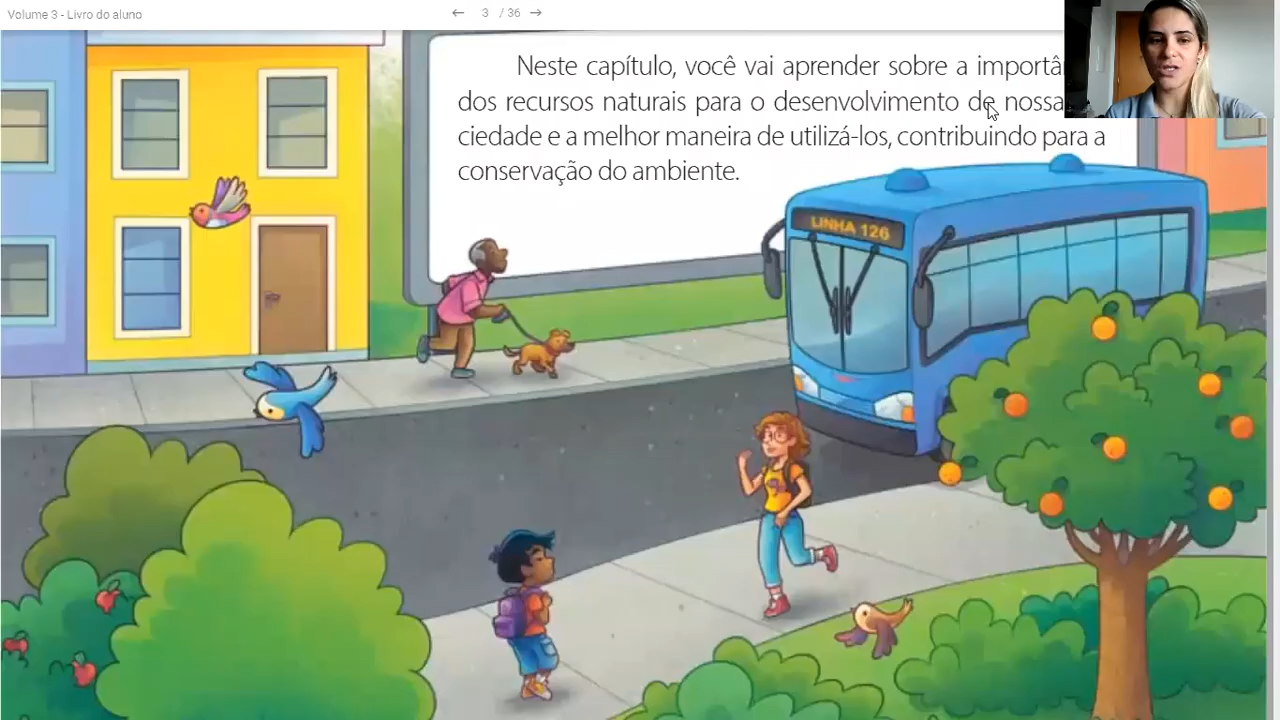 Volume 3 - Livro do aluno
← 3 / 36 →
Neste capítulo, você vai aprender sobre a importân
dos recursos naturais para o desenvolvimento de nossa
ciedade e a melhor maneira de utilizá-los, contribuindo para a
conservação do ambiente.
LINHA 126